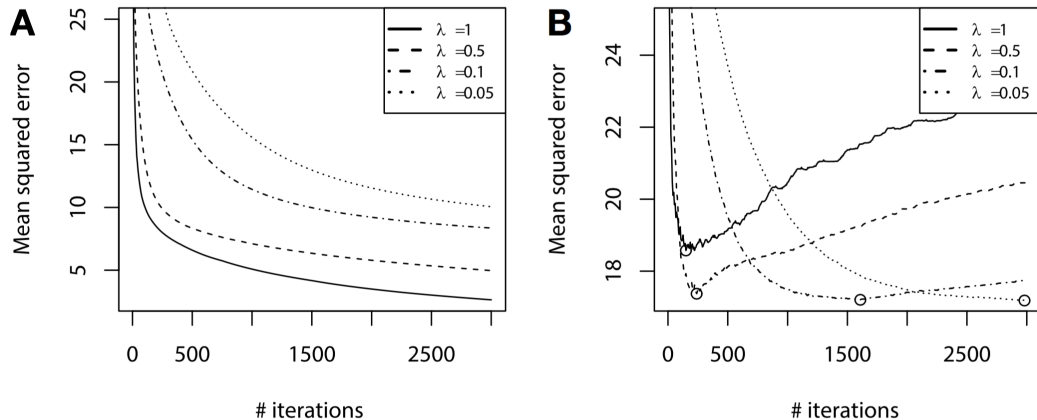 A
Mean squared error
25
20
15
10
5
0
500
1500
2500
# iterations
λ =1
λ =0.5
λ =0.1
λ =0.05
B
Mean squared error
24
22
20
18
0
500
1500
2500
# iterations
λ =1
λ =0.5
λ =0.1
λ =0.05